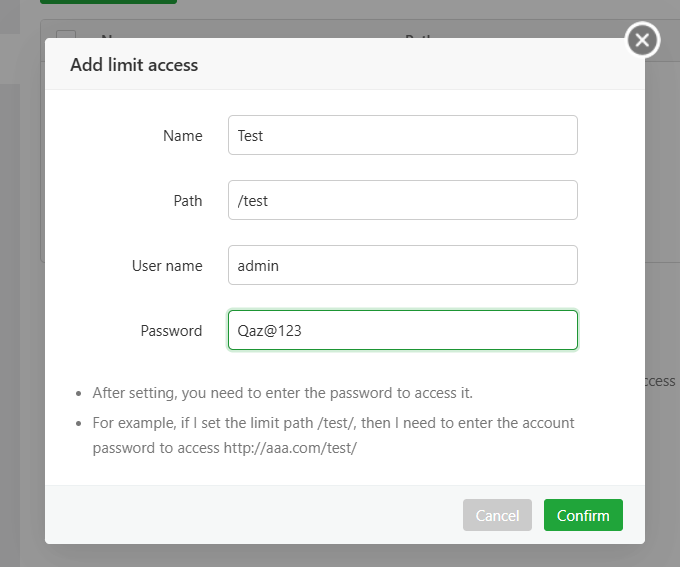 Add limit access
Name
Test
Path
/test
User name
admin
Password
Qaz@123
After setting, you need to enter the password to access it.
For example, if I set the limit path /test/, then I need to enter the account
password to access http://aaa.com/test/
Cancel
Confirm